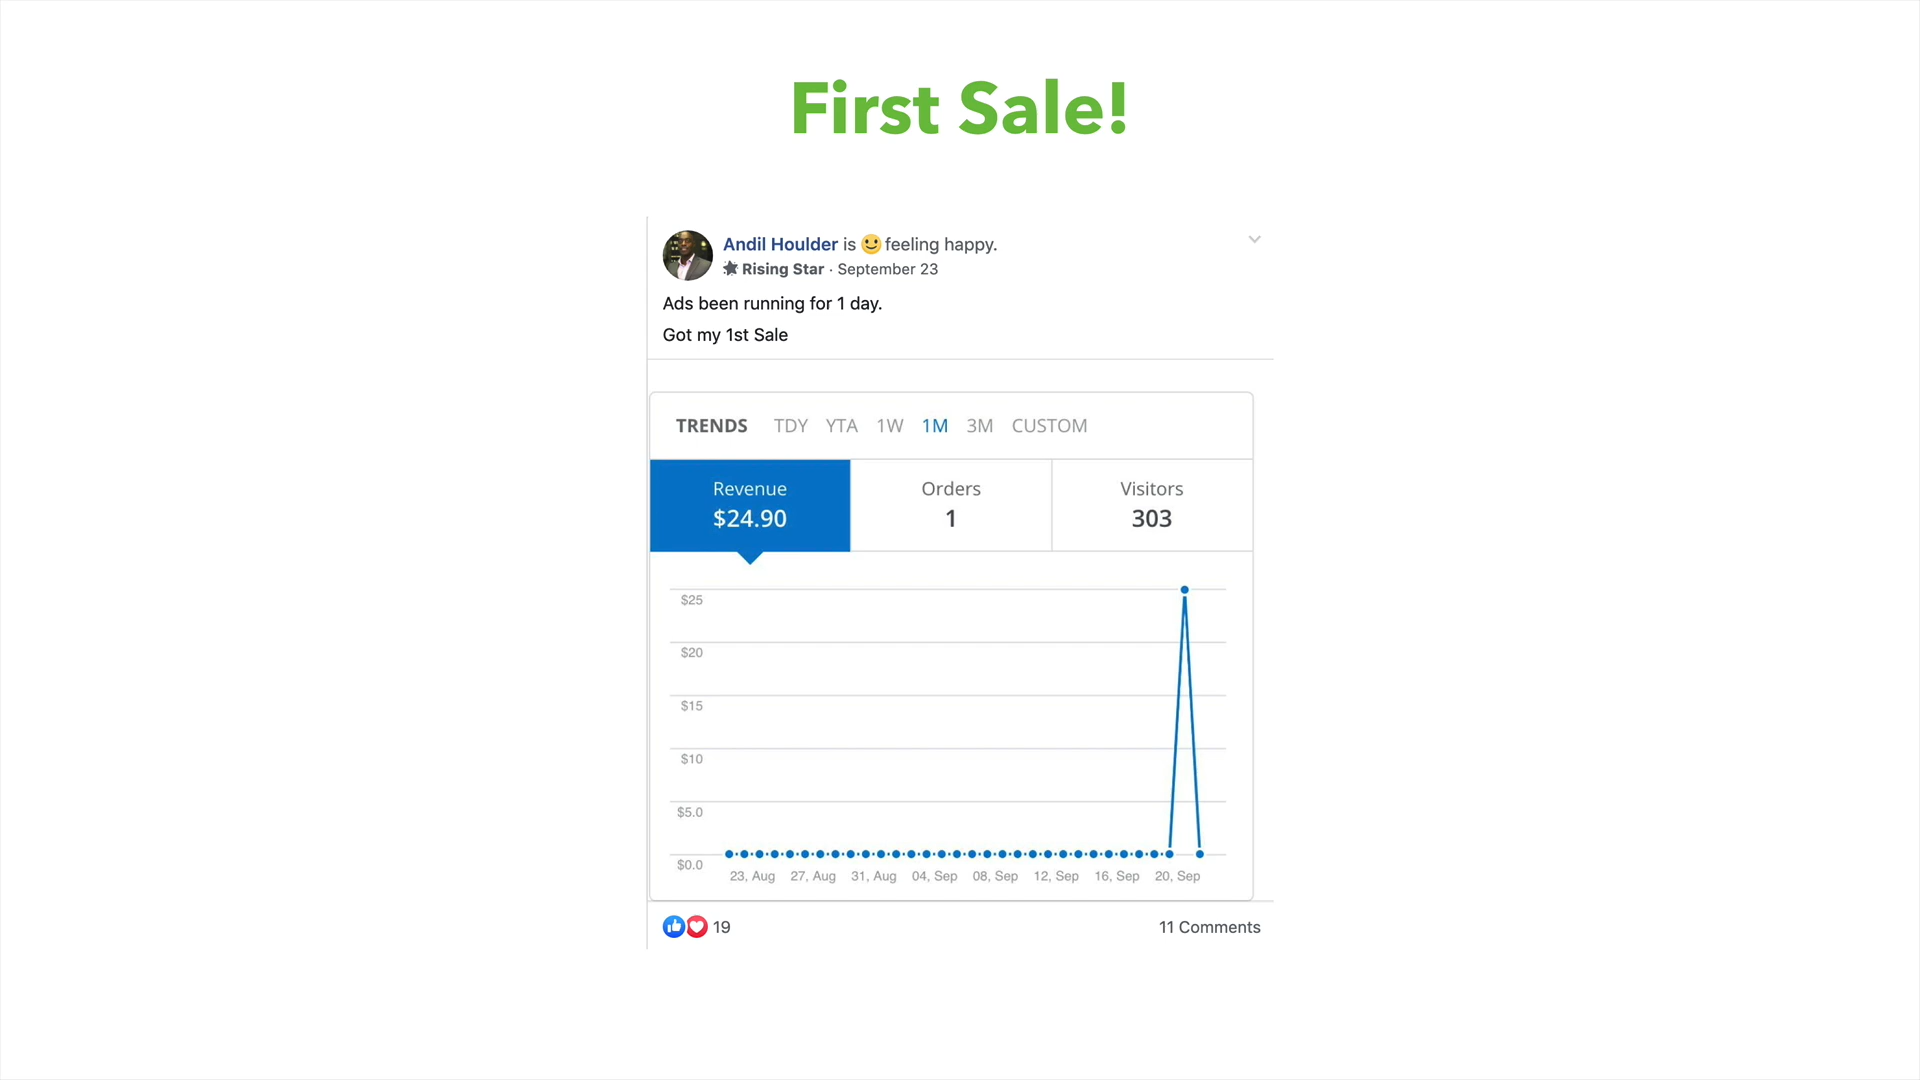 First Sale!
Andil Houlder is 🙂 feeling happy.
Rising Star · September 23
Ads been running for 1 day.
Got my 1st Sale
TRENDS TDY YTA 1W 1M 3M CUSTOM
Revenue Orders Visitors
$24.90 1 303
$25
$20
$15
$10
$5.0
$0.0
23, Aug 27, Aug 31, Aug 04, Sep 08, Sep 12, Sep 16, Sep 20, Sep
19 11 Comments